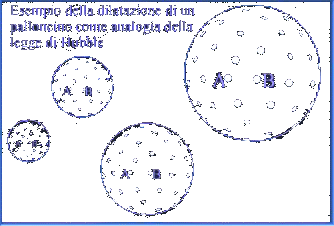 Esempio della dilatazione di un
palloncino come analogia della
legge di Hubble
A B
A B
A B